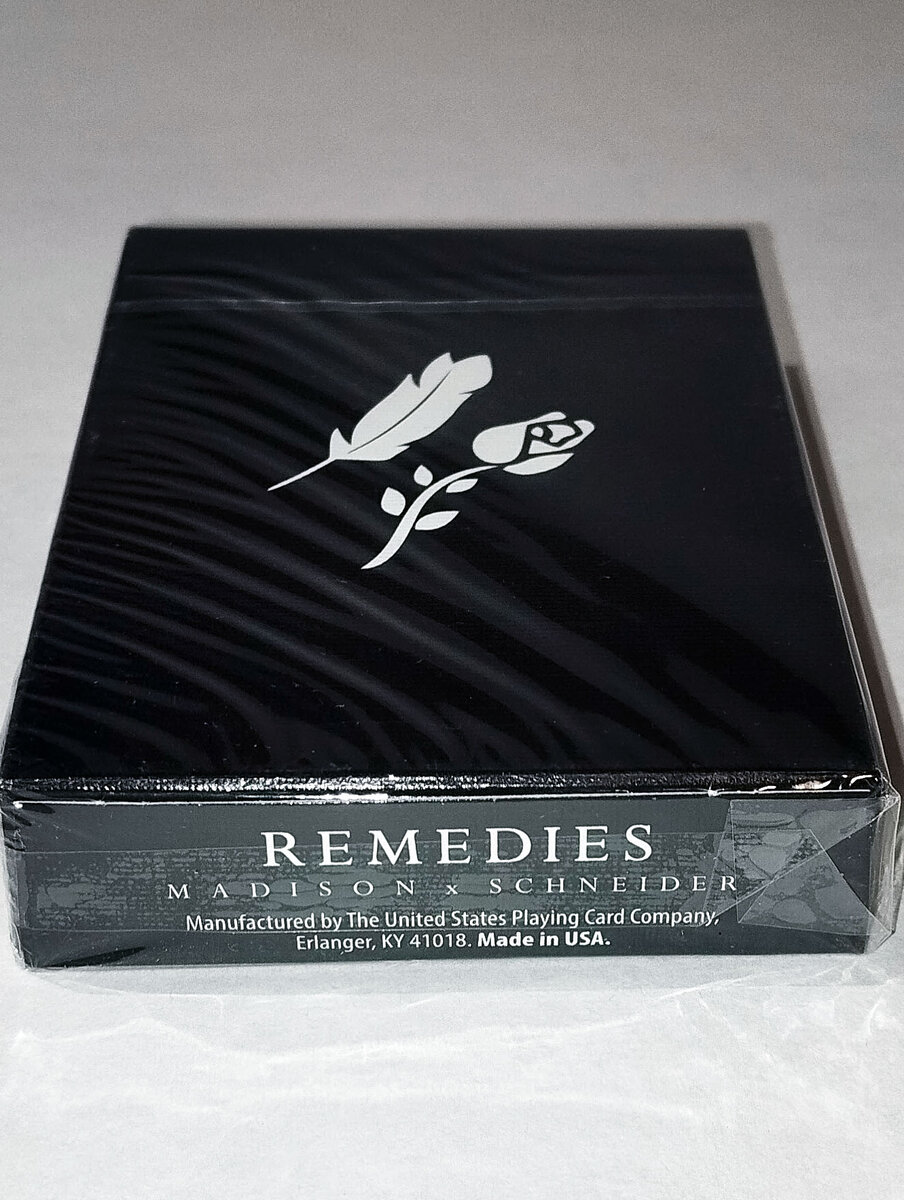 REMEDIES
MADISON x SCHNEIDER
Manufactured by The United States Playing Card Company,
Erlanger, KY 41018. Made in USA.